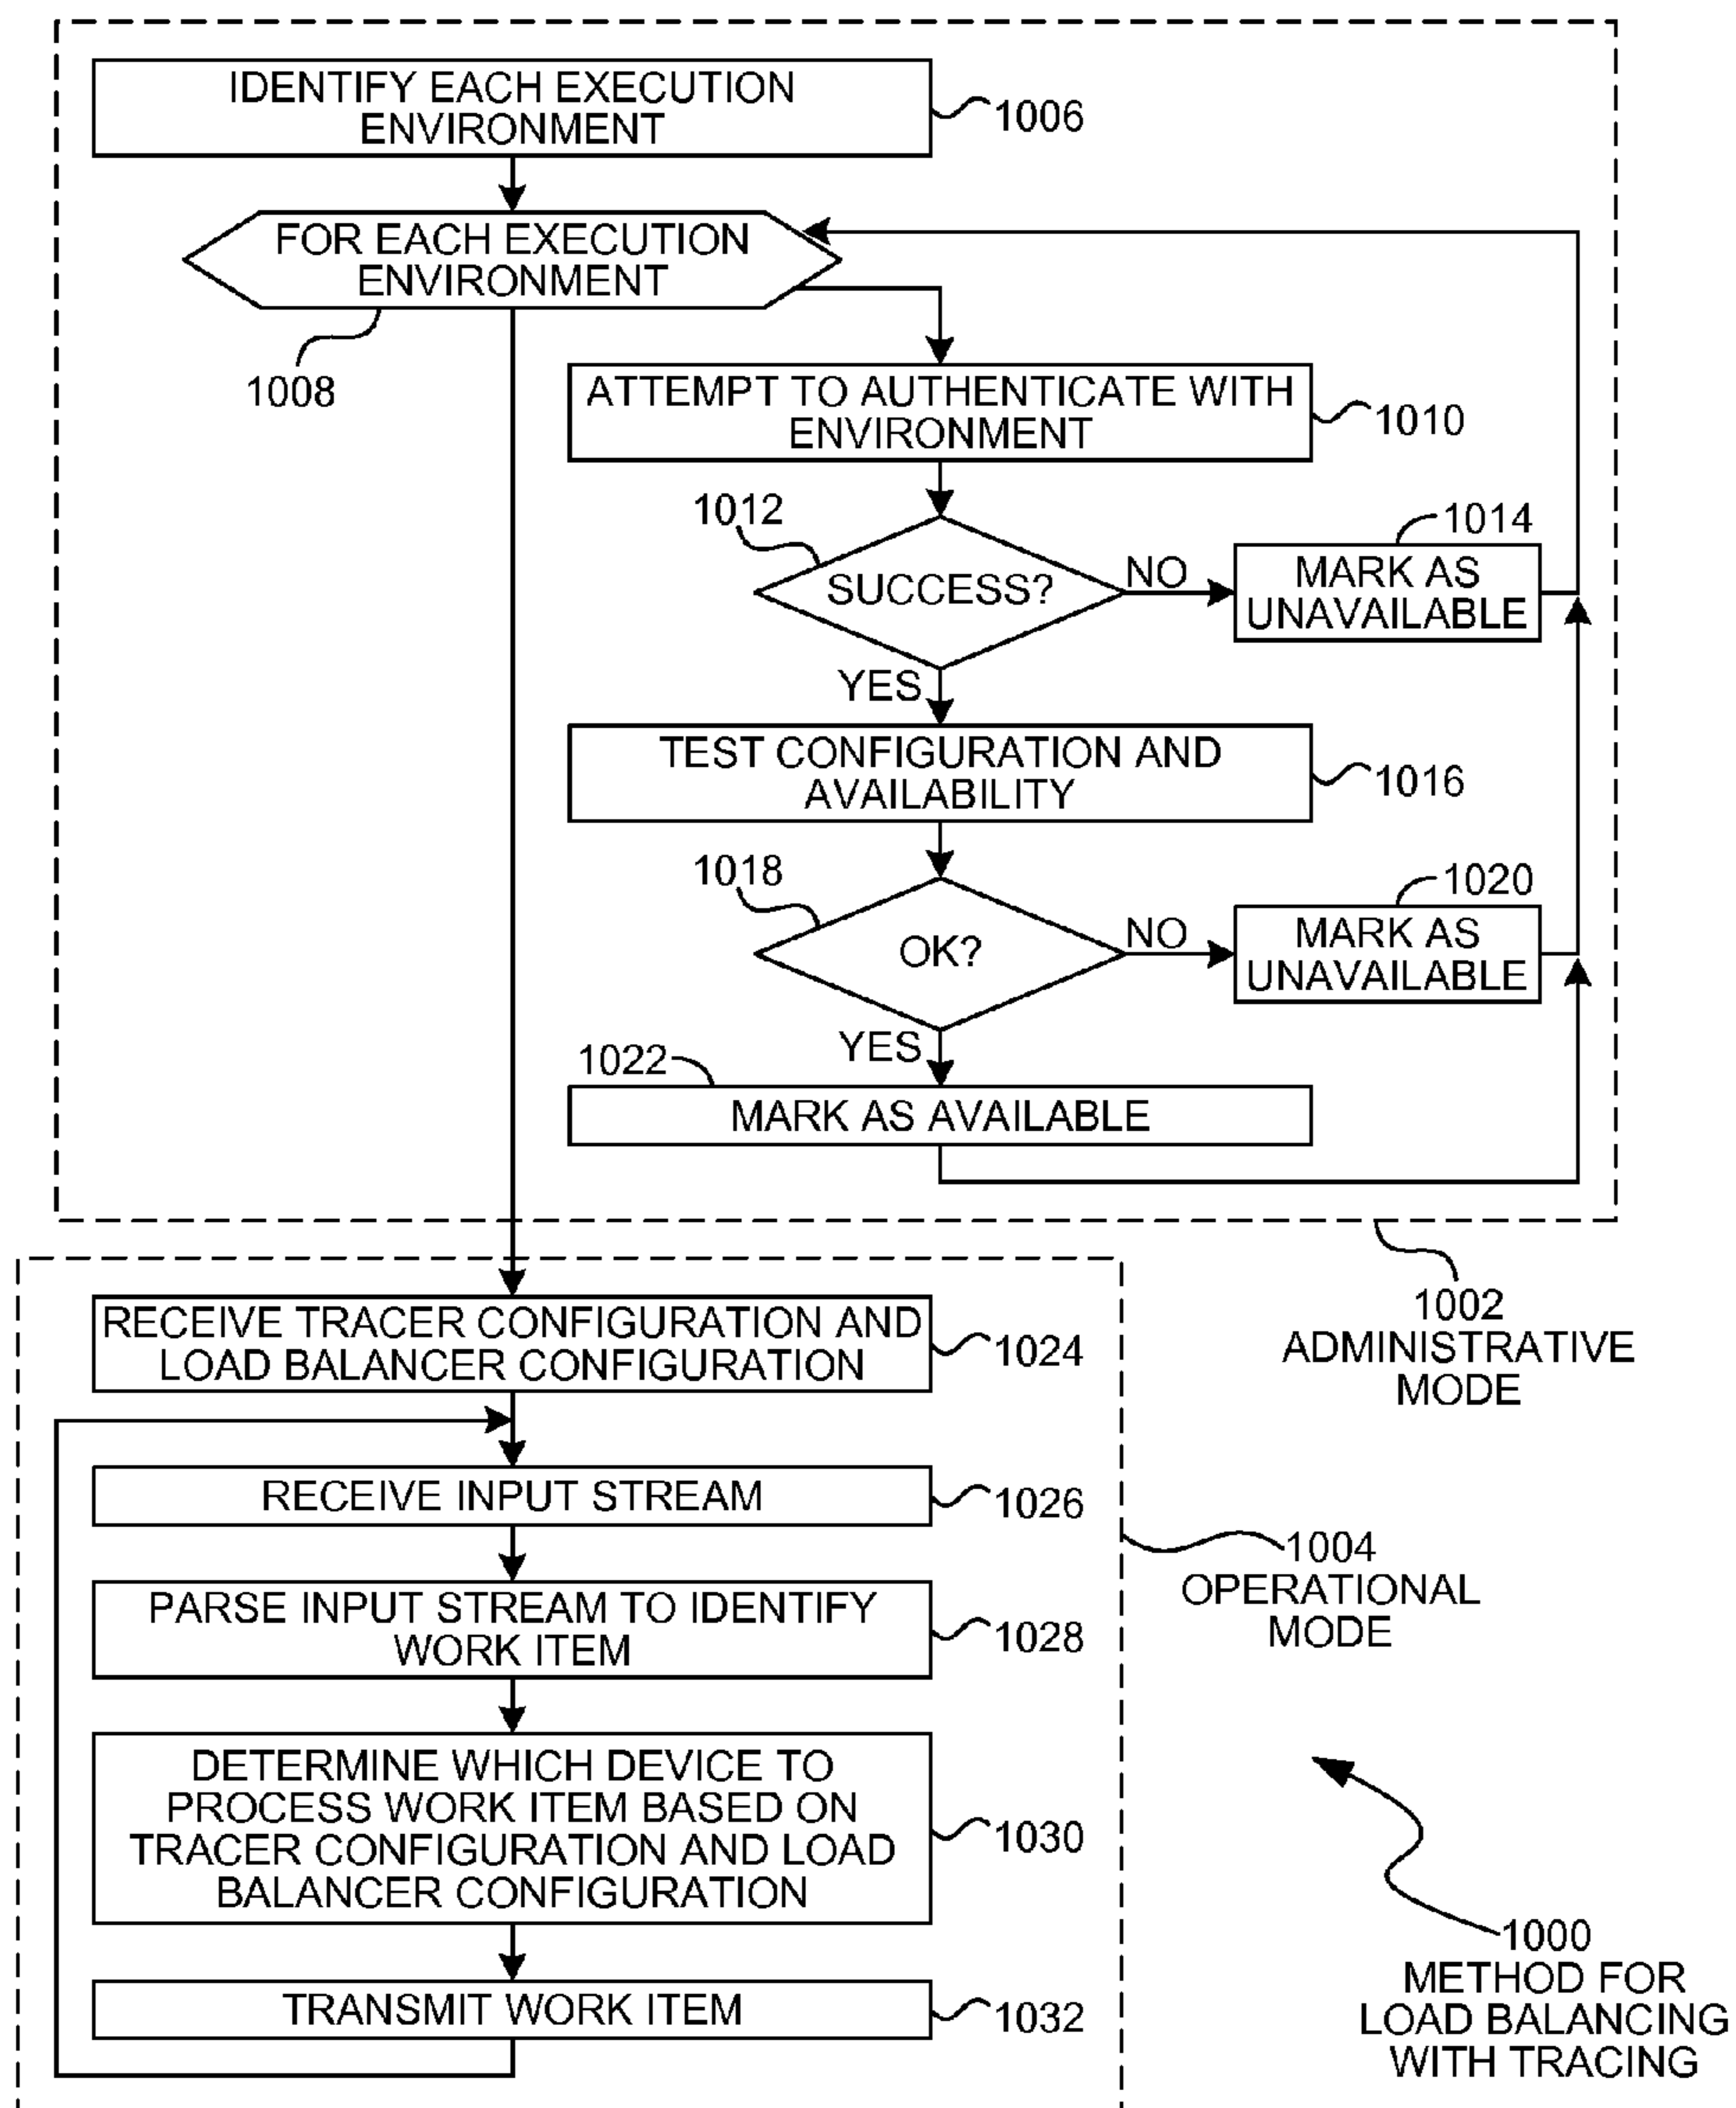 IDENTIFY EACH EXECUTION
ENVIRONMENT
1006
FOR EACH EXECUTION
ENVIRONMENT
1008
ATTEMPT TO AUTHENTICATE WITH
ENVIRONMENT
1010
1012
SUCCESS?
NO
1014
MARK AS
UNAVAILABLE
YES
TEST CONFIGURATION AND
AVAILABILITY
1016
1018
OK?
NO
1020
MARK AS
UNAVAILABLE
YES
1022
MARK AS AVAILABLE
1002
ADMINISTRATIVE
MODE
RECEIVE TRACER CONFIGURATION AND
LOAD BALANCER CONFIGURATION
1024
RECEIVE INPUT STREAM
1026
1004
OPERATIONAL
MODE
PARSE INPUT STREAM TO IDENTIFY
WORK ITEM
1028
DETERMINE WHICH DEVICE TO
PROCESS WORK ITEM BASED ON
TRACER CONFIGURATION AND LOAD
BALANCER CONFIGURATION
1030
TRANSMIT WORK ITEM
1032
1000
METHOD FOR
LOAD BALANCING
WITH TRACING